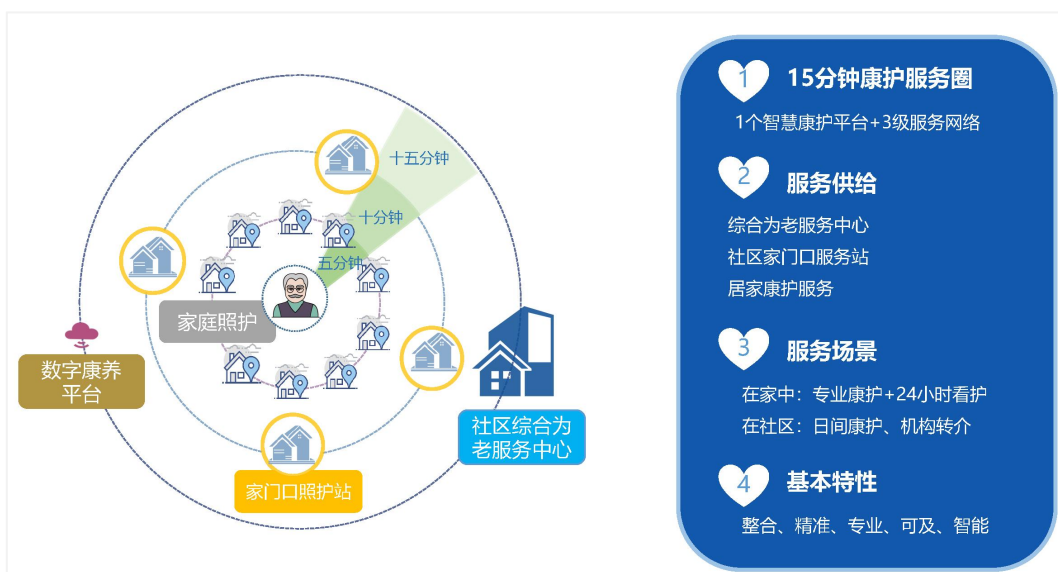 十五分钟
十分钟
五分钟
家庭照护
数字康养
平台
社区综合为
老服务中心
家门口照护站
1
15分钟康护服务圈
1个智慧康护平台+3级服务网络
2
服务供给
综合为老服务中心
社区家门口服务站
居家康护服务
3
服务场景
在家中：专业康护+24小时看护
在社区：日间康护、机构转介
4
基本特性
整合、精准、专业、可及、智能